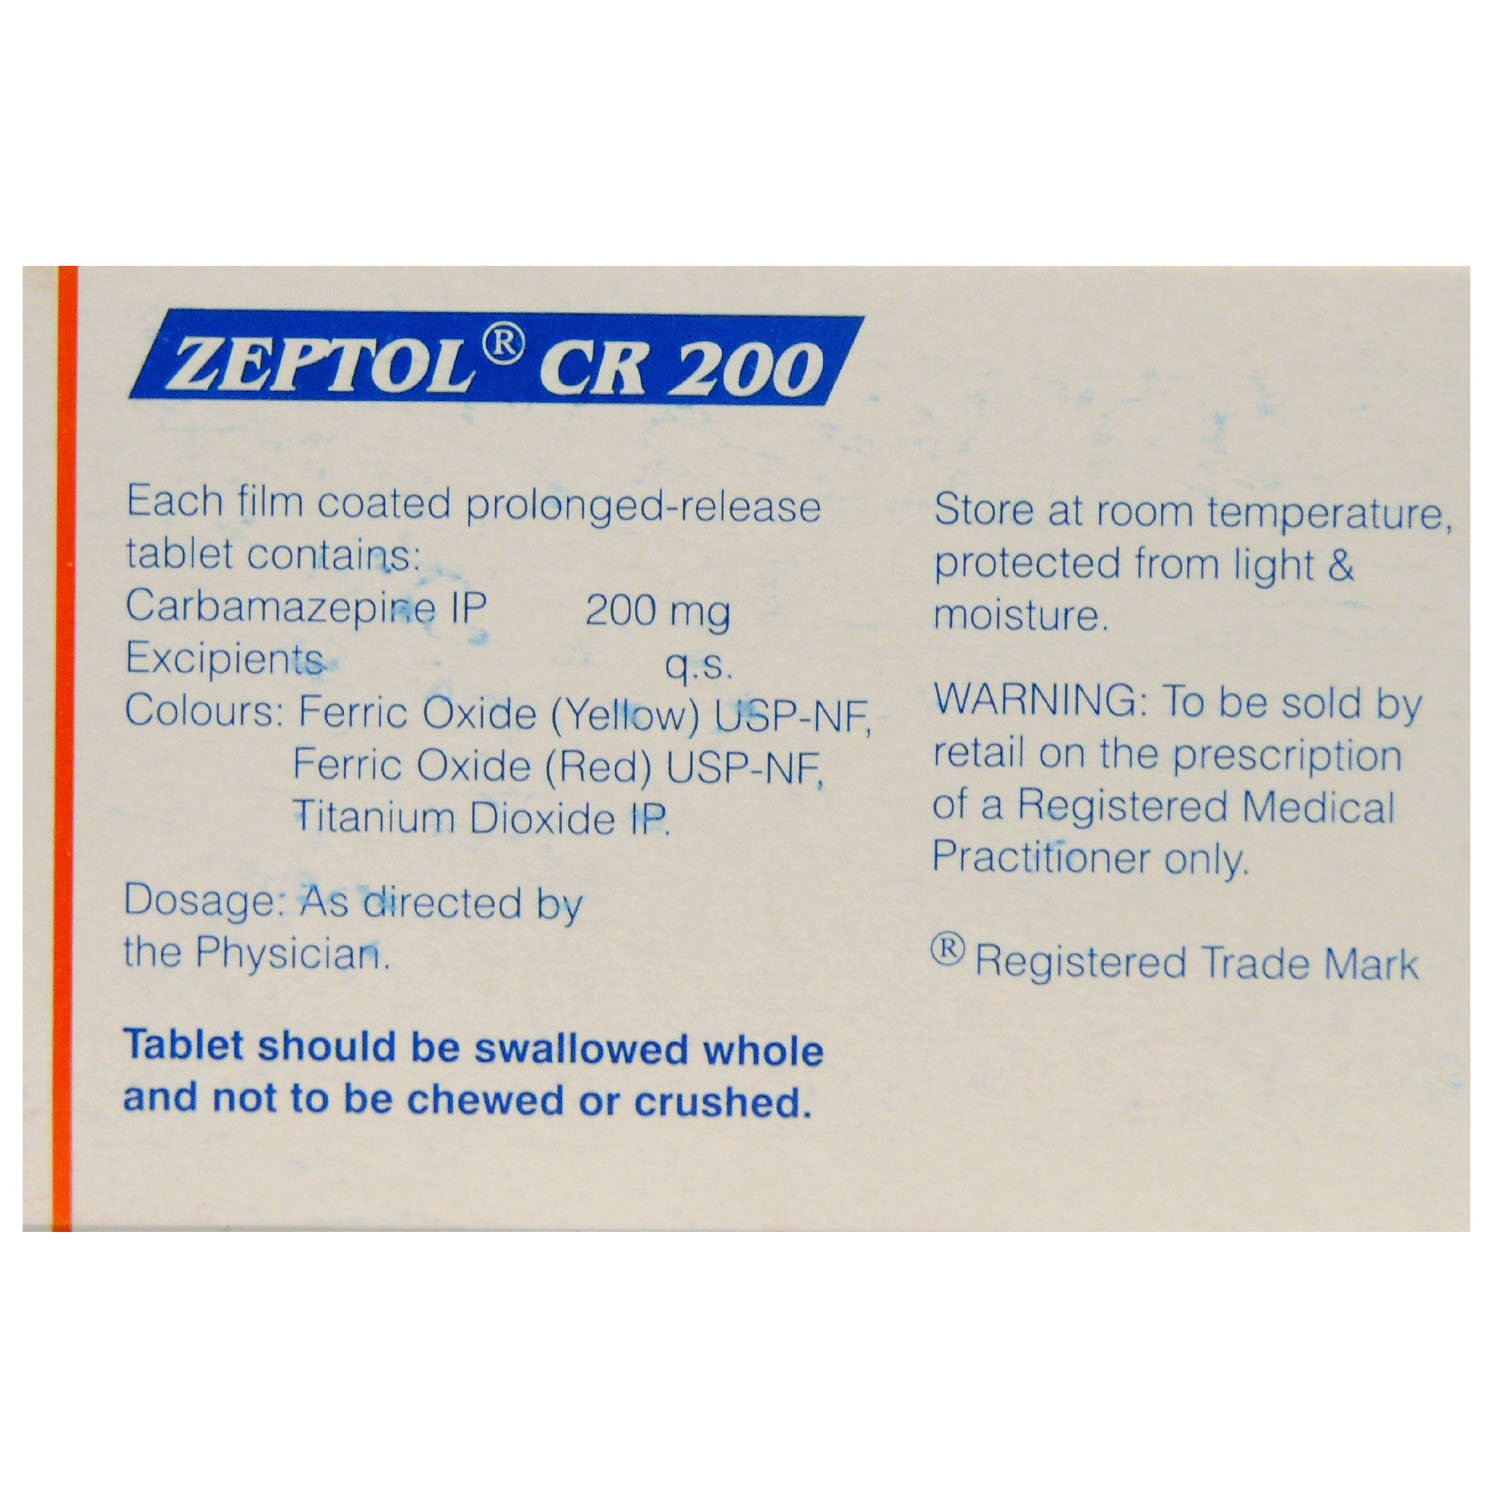 ZEPTOL® CR 200
Each film coated prolonged-release
tablet contains:
Carbamazepine IP 200 mg
Excipients q.s.
Colours: Ferric Oxide (Yellow) USP-NF,
Ferric Oxide (Red) USP-NF,
Titanium Dioxide IP.
Dosage: As directed by
the Physician.
Tablet should be swallowed whole
and not to be chewed or crushed.
Store at room temperature,
protected from light &
moisture.
WARNING: To be sold by
retail on the prescription
of a Registered Medical
Practitioner only.
® Registered Trade Mark